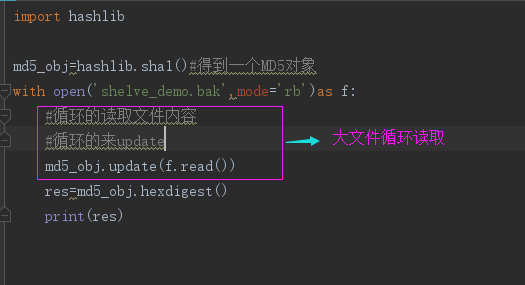 import hashlib
md5_obj=hashlib.sha1()#得到一个MD5对象
with open('shelve_demo.bak',mode='rb')as f:
#循环的读取文件内容
#循环的来update
md5_obj.update(f.read())
大文件循环读取
res=md5_obj.hexdigest()
print(res)